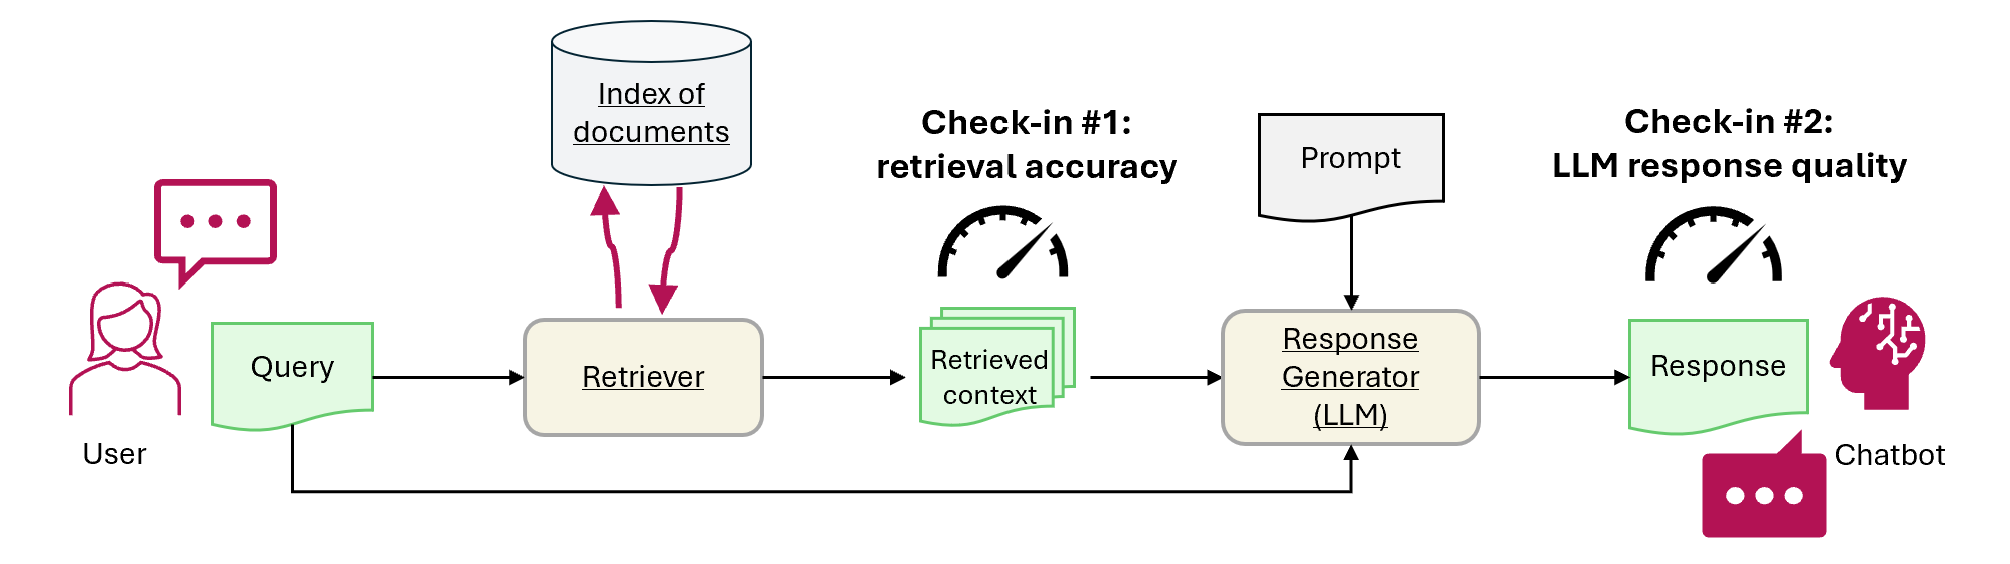 Index of
documents
Check-in #1:
retrieval accuracy
Prompt
Check-in #2:
LLM response quality
User
Query
Retriever
Retrieved
context
Response
Generator
(LLM)
Response
Chatbot